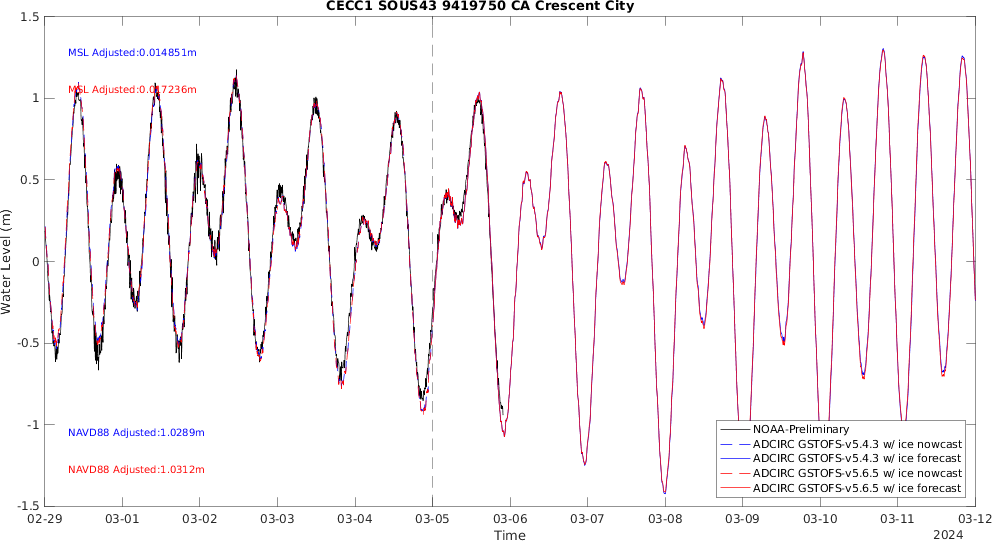 CECC1 SOUS43 9419750 CA Crescent City
MSL Adjusted:0.014851m
MSL Adjusted:0.017236m
NAVD88 Adjusted:1.0289m
NAVD88 Adjusted:1.0312m
Water Level (m)
1.5
1
0.5
0
-0.5
-1
-1.5
NOAA-Preliminary
ADCIRC GSTOFS-v5.4.3 w/ ice nowcast
ADCIRC GSTOFS-v5.4.3 w/ ice forecast
ADCIRC GSTOFS-v5.6.5 w/ ice nowcast
ADCIRC GSTOFS-v5.6.5 w/ ice forecast
02-29 03-01 03-02 03-03 03-04 03-05 03-06 03-07 03-08 03-09 03-10 03-11 03-12
Time
2024